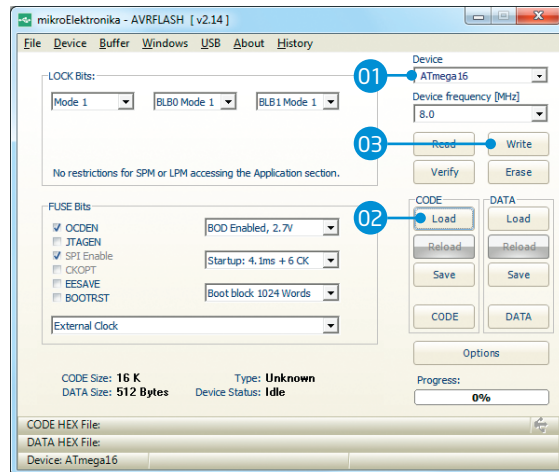 mikroElektronika - AVRFLASH [ v2.14 ]
File Device Buffer Windows USB About History
LOCK Bits:
Mode 1
BLB0 Mode 1
BLB1 Mode 1
No restrictions for SPM or LPM accessing the Application section.
FUSE Bits
OCDEN
JTAGEN
SPI Enable
CKOPT
EESAVE
BOOTRST
BOD Enabled, 2.7V
Startup: 4.1ms + 6 CK
Boot block 1024 Words
External Clock
CODE Size: 16 K
DATA Size: 512 Bytes
Type: Unknown
Device Status: Idle
01
Device
ATmega16
Device frequency [MHz]
8.0
03
Read Write
Verify Erase
02
CODE DATA
Load Load
Reload Reload
Save Save
CODE DATA
Options
Progress:
0%
CODE HEX File:
DATA HEX File:
Device: ATmega16